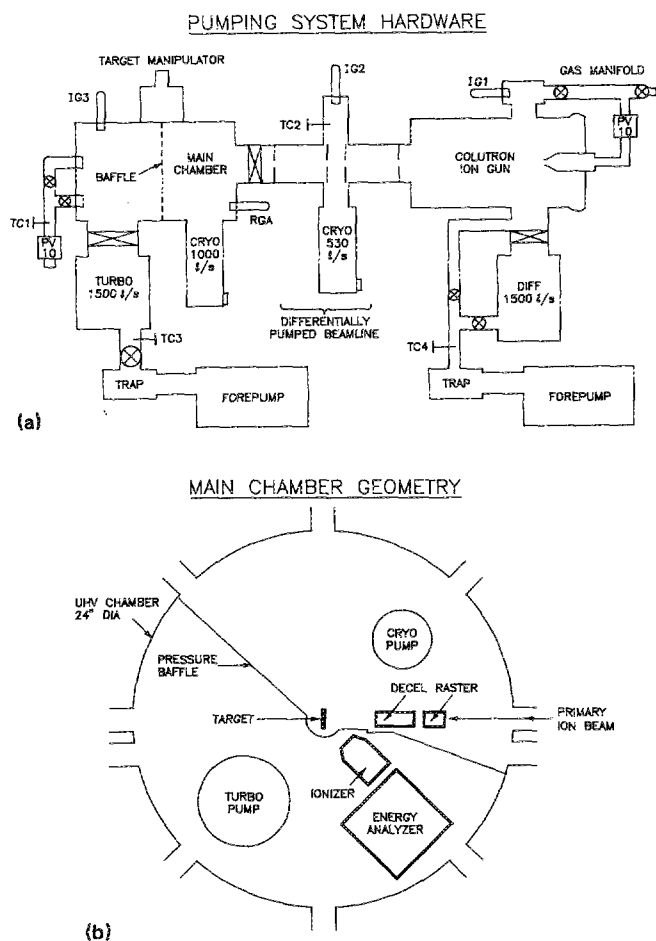 PUMPING SYSTEM HARDWARE
TARGET MANIPULATOR
IG3
IG2
TC2
IG1
GAS MANIFOLD
PV
10
BAFFLE
MAIN
CHAMBER
COLUTRON
ION GUN
TC1
PV
10
RGA
TURBO
1500 ℓ/s
CRYO
1000
ℓ/s
CRYO
530
ℓ/s
DIFF
1500 ℓ/s
DIFFERENTIALLY
PUMPED BEAMLINE
TC3
TC4
TRAP
FOREPUMP
TRAP
FOREPUMP
(a)
MAIN CHAMBER GEOMETRY
UHV CHAMBER
24" DIA
PRESSURE
BAFFLE
CRYO
PUMP
DECEL RASTER
TARGET
PRIMARY
ION BEAM
IONIZER
TURBO
PUMP
ENERGY
ANALYZER
(b)